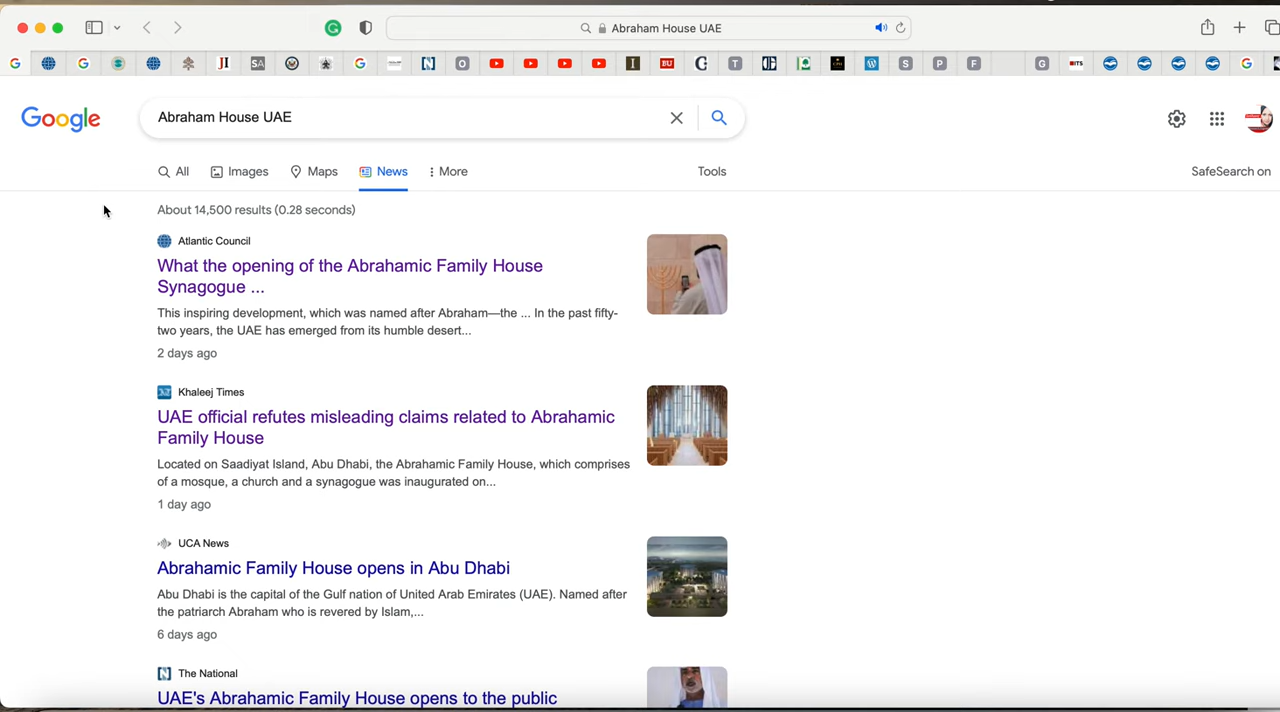 Abraham House UAE
JI
SA
N
O
I
BU
C
T
S
P
F
G
ITS
Google
Abraham House UAE
All
Images
Maps
News
More
Tools
SafeSearch on
About 14,500 results (0.28 seconds)
Atlantic Council
What the opening of the Abrahamic Family House
Synagogue ...
This inspiring development, which was named after Abraham—the ... In the past fifty-
two years, the UAE has emerged from its humble desert...
2 days ago
Khaleej Times
UAE official refutes misleading claims related to Abrahamic
Family House
Located on Saadiyat Island, Abu Dhabi, the Abrahamic Family House, which comprises
of a mosque, a church and a synagogue was inaugurated on...
1 day ago
UCA News
Abrahamic Family House opens in Abu Dhabi
Abu Dhabi is the capital of the Gulf nation of United Arab Emirates (UAE). Named after
the patriarch Abraham who is revered by Islam,...
6 days ago
The National
UAE's Abrahamic Family House opens to the public